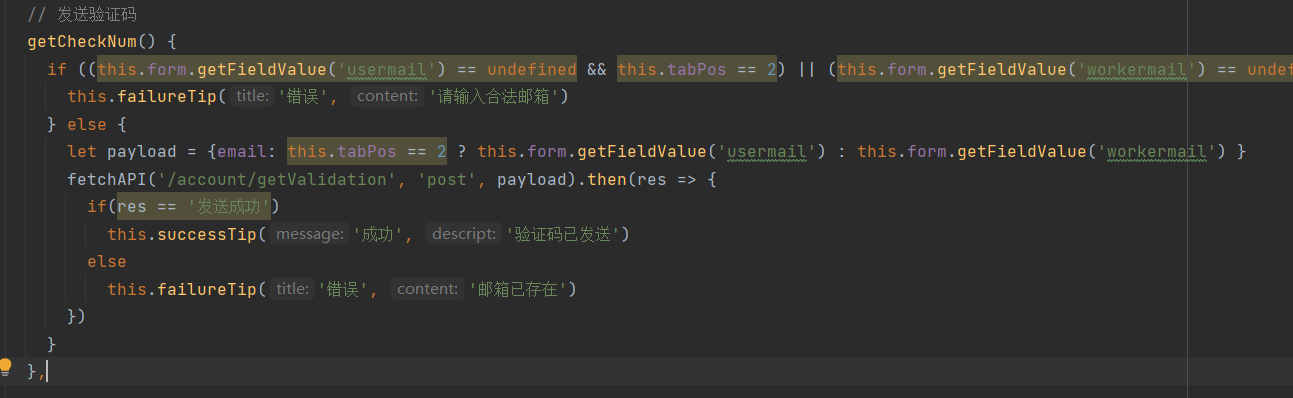 // 发送验证码
getCheckNum() {
if ((this.form.getFieldValue('usermail') == undefined && this.tabPos == 2) || (this.form.getFieldValue('workermail') == undef
this.failureTip( title: '错误', content: '请输入合法邮箱')
} else {
let payload = {email: this.tabPos == 2 ? this.form.getFieldValue('usermail') : this.form.getFieldValue('workermail') }
fetchAPI('/account/getValidation', 'post', payload).then(res => {
if(res == '发送成功')
this.successTip( message: '成功', descript: '验证码已发送')
else
this.failureTip( title: '错误', content: '邮箱已存在')
})
}
},